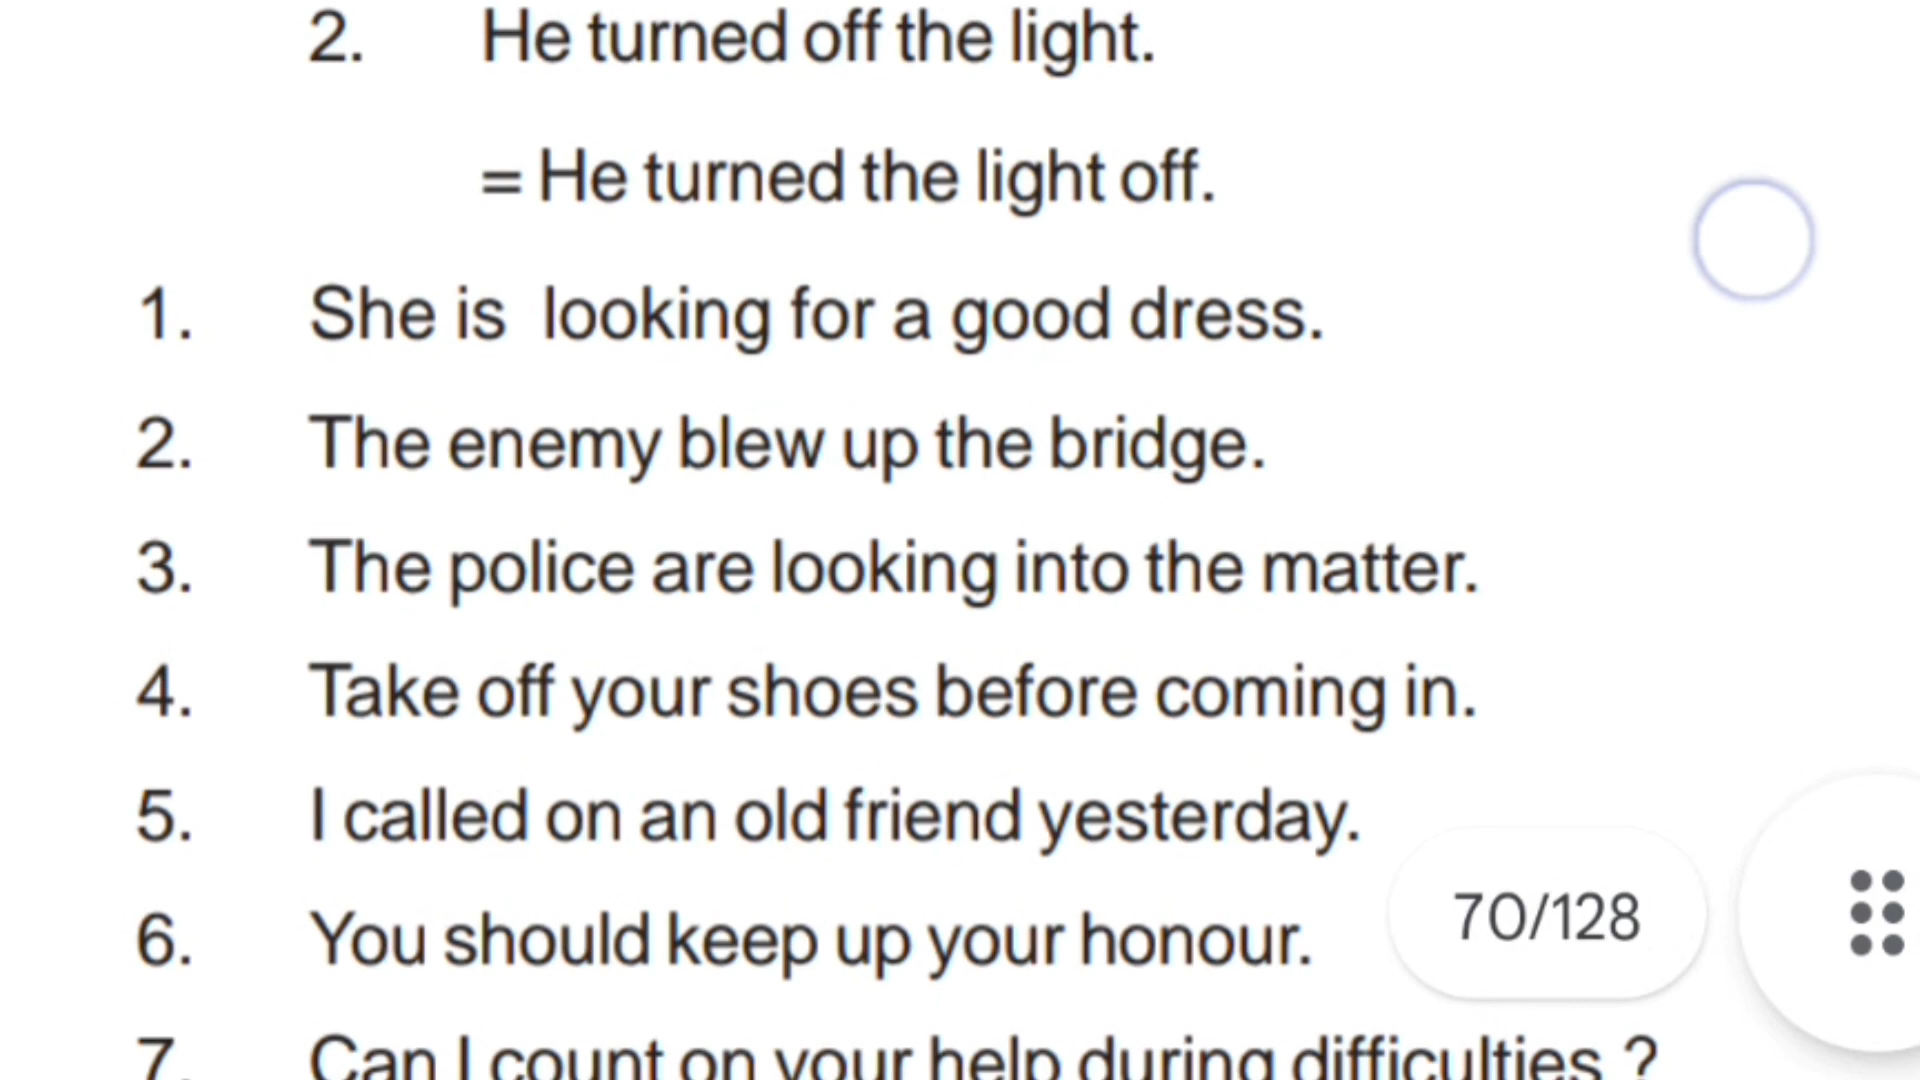 2. He turned off the light.
= He turned the light off.
1. She is looking for a good dress.
2. The enemy blew up the bridge.
3. The police are looking into the matter.
4. Take off your shoes before coming in.
5. I called on an old friend yesterday.
6. You should keep up your honour.
70/128
7. Can I count on your help during difficulties ?